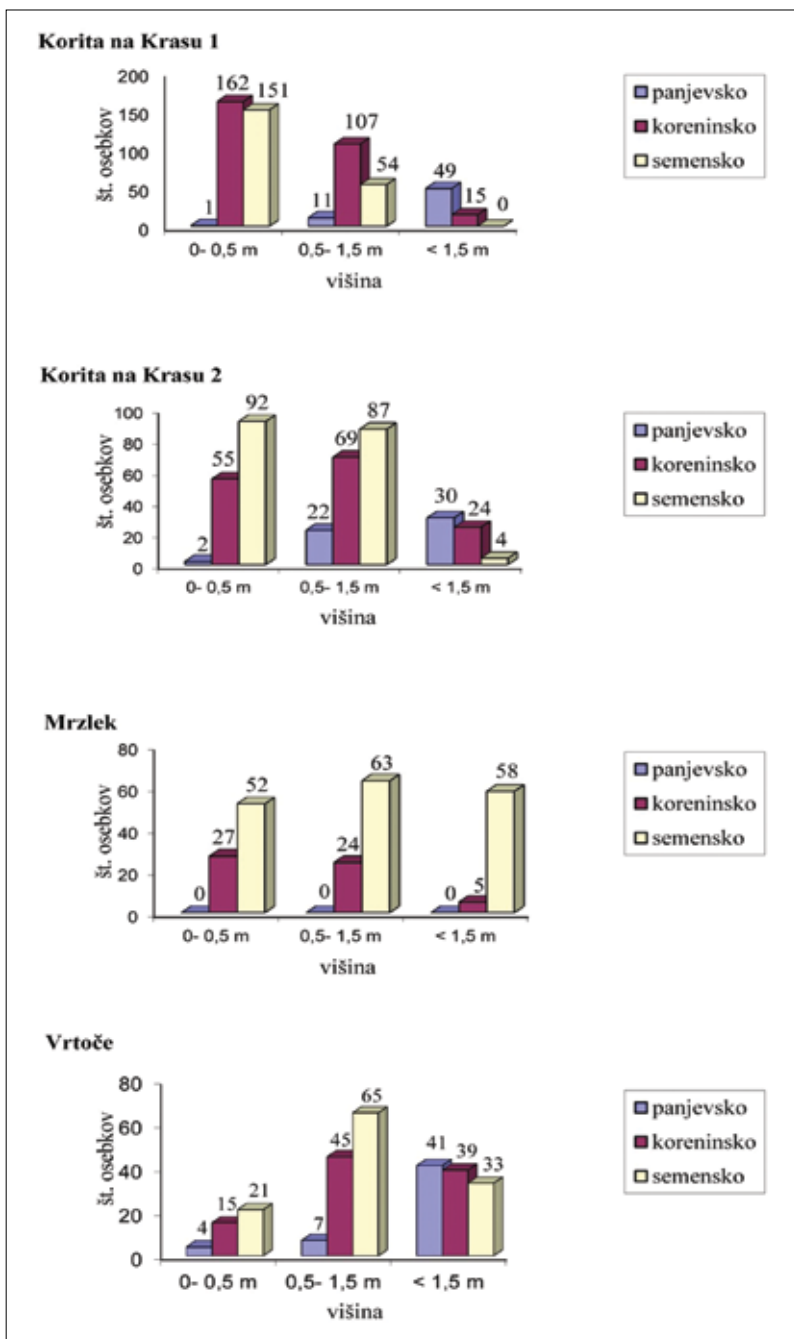 Korita na Krasu 1
št. osebkov
200
150
100
50
0
1
162
151
11
107
54
49
15
0
0- 0,5 m
0,5- 1,5 m
< 1,5 m
višina
panjevsko
koreninsko
semensko
Korita na Krasu 2
št. osebkov
100
80
60
40
20
0
2
55
92
22
69
87
30
24
4
0- 0,5 m
0,5- 1,5 m
< 1,5 m
višina
panjevsko
koreninsko
semensko
Mrzlek
št. osebkov
80
60
40
20
0
0
27
52
0
24
63
0
5
58
0- 0,5 m
0,5- 1,5 m
< 1,5 m
višina
panjevsko
koreninsko
semensko
Vrtoče
št. osebkov
80
60
40
20
0
4
15
21
7
45
65
41
39
33
0- 0,5 m
0,5- 1,5 m
< 1,5 m
višina
panjevsko
koreninsko
semensko